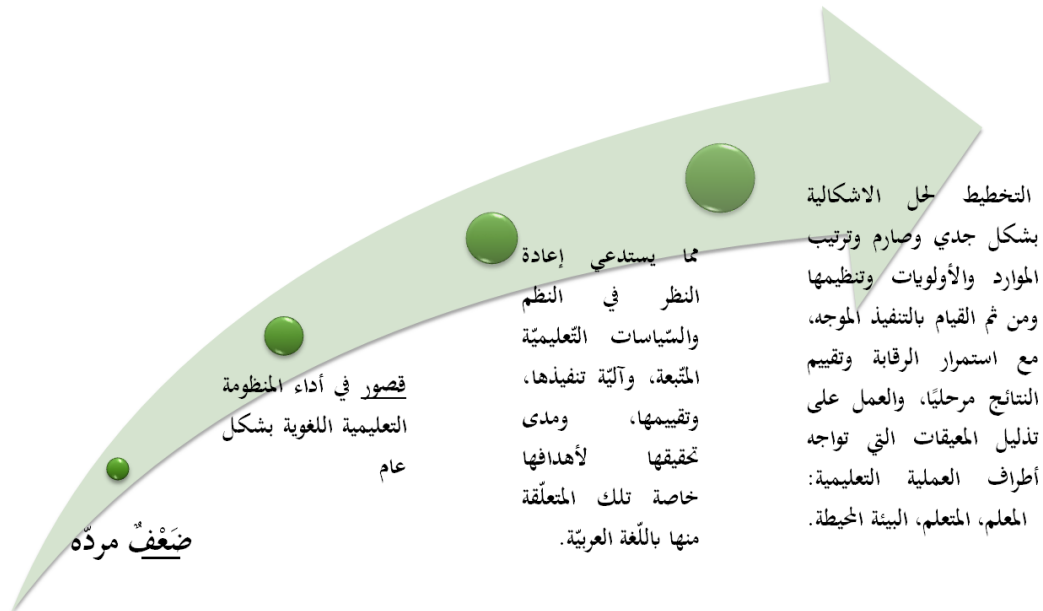 ضَعْفٌ مردّه
قصور في أداء المنظومة
التعليمية اللغوية بشكل
عام
مما يستدعي إعادة
النظر في النظم
والسّياسات التّعليميّة
المتّبعة، وآليّة تنفيذها،
وتقييمها، ومدى
تحقيقها لأهدافها
خاصة تلك المتعلّقة
منها باللّغة العربيّة.
التخطيط لحل الاشكالية
بشكل جدي وصارم وترتيب
الموارد والأولويات وتنظيمها
ومن ثم القيام بالتنفيذ الموجه،
مع استمرار الرقابة وتقييم
النتائج مرحليًا، والعمل على
تذليل المعيقات التي تواجه
أطراف العملية التعليمية:
المعلم، المتعلم، البيئة المحيطة.